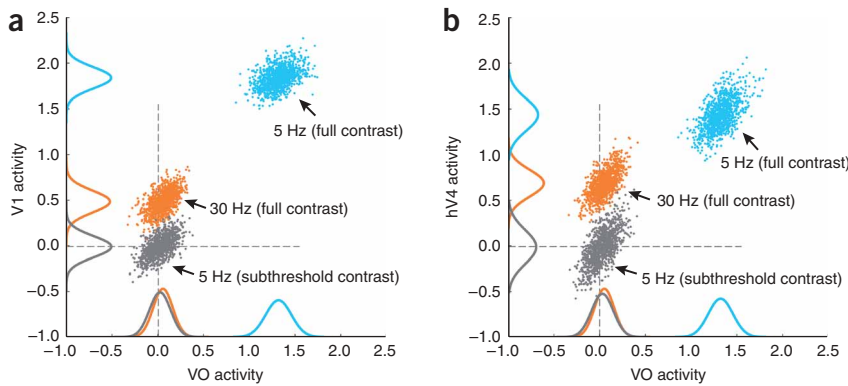 a
2.5
2.0
1.5
1.0
0.5
0.0
−0.5
−1.0
V1 activity
5 Hz (full contrast)
30 Hz (full contrast)
5 Hz (subthreshold contrast)
−1.0 −0.5 0.0 0.5 1.0 1.5 2.0 2.5
VO activity
b
2.5
2.0
1.5
1.0
0.5
0.0
−0.5
−1.0
hV4 activity
5 Hz (full contrast)
30 Hz (full contrast)
5 Hz (subthreshold contrast)
−1.0 −0.5 0.0 0.5 1.0 1.5 2.0 2.5
VO activity